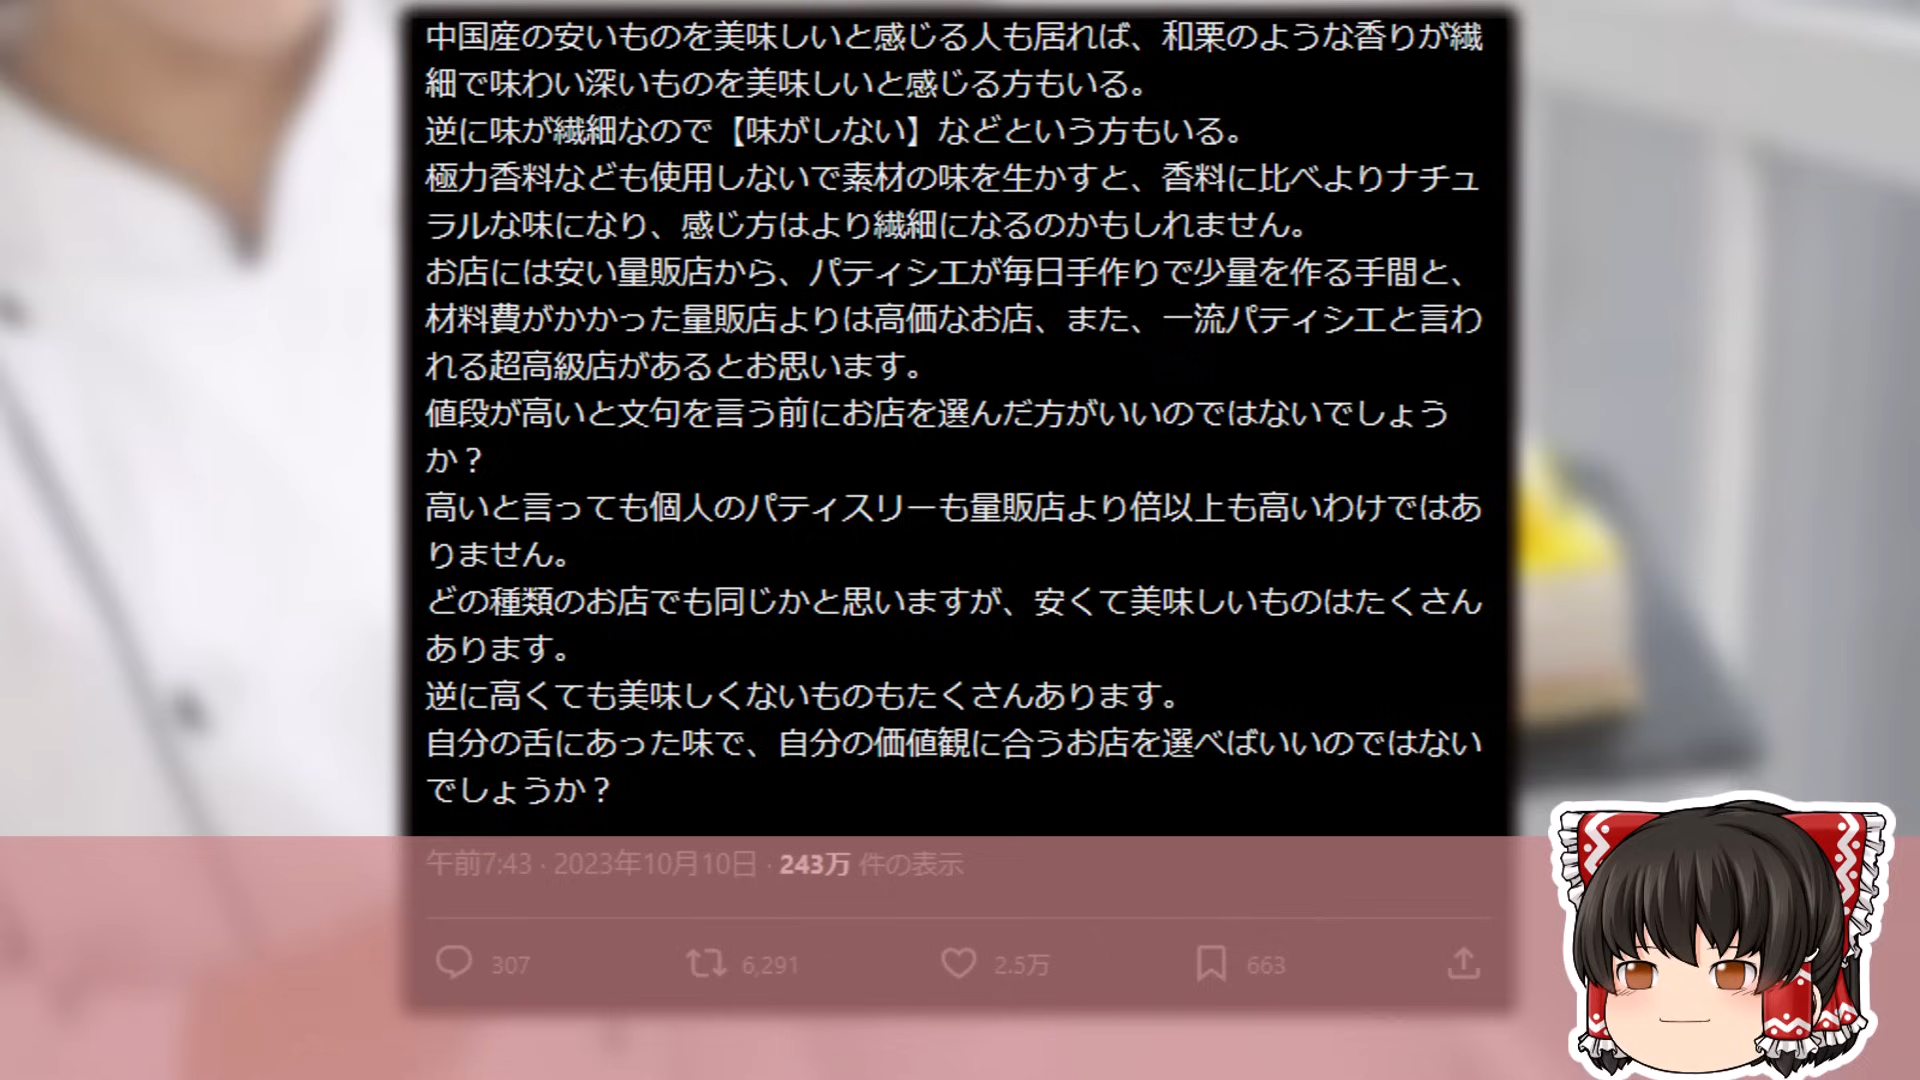 中国産の安いものを美味しいと感じる人も居れば、和栗のような香りが繊
細で味わい深いものを美味しいと感じる方もいる。
逆に味が繊細なので【味がしない】などという方もいる。
極力香料なども使用しないで素材の味を生かすと、香料に比べよりナチュ
ラルな味になり、感じ方はより繊細になるのかもしれません。
お店には安い量販店から、パティシエが毎日手作りで少量を作る手間と、
材料費がかかった量販店よりは高価なお店、また、一流パティシエと言わ
れる超高級店があるとお思います。
値段が高いと文句を言う前にお店を選んだ方がいいのではないでしょう
か？
高いと言っても個人のパティスリーも量販店より倍以上も高いわけではあ
りません。
どの種類のお店でも同じかと思いますが、安くて美味しいものはたくさん
あります。
逆に高くても美味しくないものもたくさんあります。
自分の舌にあった味で、自分の価値観に合うお店を選べばいいのではない
でしょうか？
午前7:43 · 2023年10月10日 · 243万 件の表示
307 6,291 2.5万 663